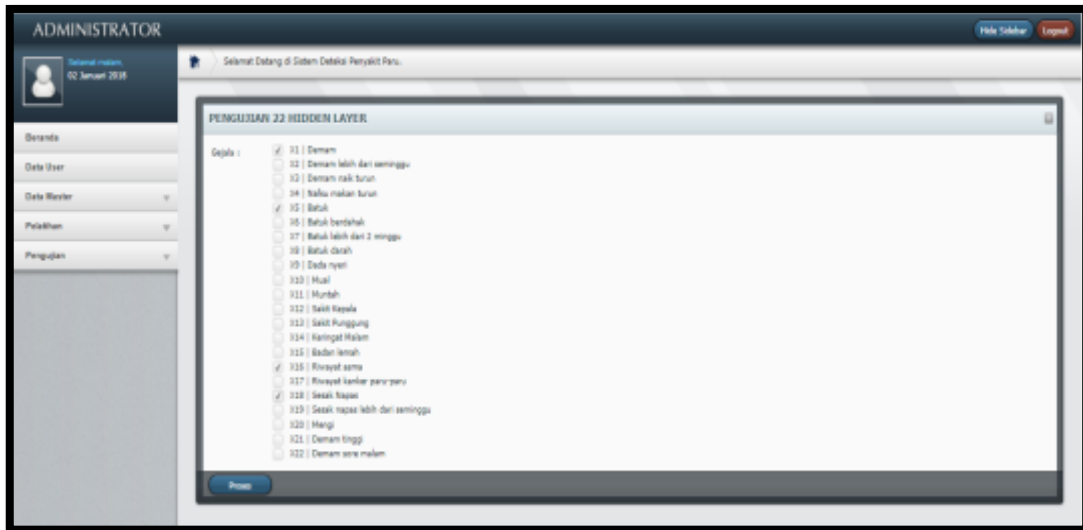 ADMINISTRATOR
Hide Sidebar
Logout
Selamat malam,
02 Januari 2016
Selamat Datang di Sistem Deteksi Penyakit Paru.
Beranda
Data User
Data Master
Pelatihan
Pengujian
PENGUJIAN 22 HIDDEN LAYER
Gejala :
X1 | Demam
X2 | Demam lebih dari seminggu
X3 | Demam naik turun
X4 | Nafsu makan turun
X5 | Batuk
X6 | Batuk berdahak
X7 | Batuk lebih dari 2 minggu
X8 | Batuk darah
X9 | Dada nyeri
X10 | Mual
X11 | Muntah
X12 | Sakit Kepala
X13 | Sakit Punggung
X14 | Keringat Malam
X15 | Badan lemah
X16 | Riwayat asma
X17 | Riwayat kanker paru-paru
X18 | Sesak Napas
X19 | Sesak napas lebih dari seminggu
X20 | Mengi
X21 | Demam tinggi
X22 | Demam sore malam
Proses